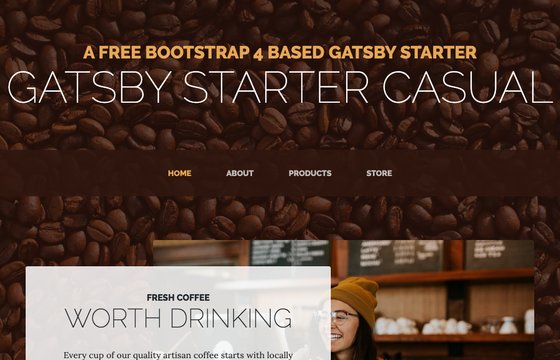 A FREE BOOTSTRAP 4 BASED GATSBY STARTER
GATSBY STARTER CASUAL
HOME ABOUT PRODUCTS STORE
FRESH COFFEE
WORTH DRINKING
Every cup of our quality artisan coffee starts with locally